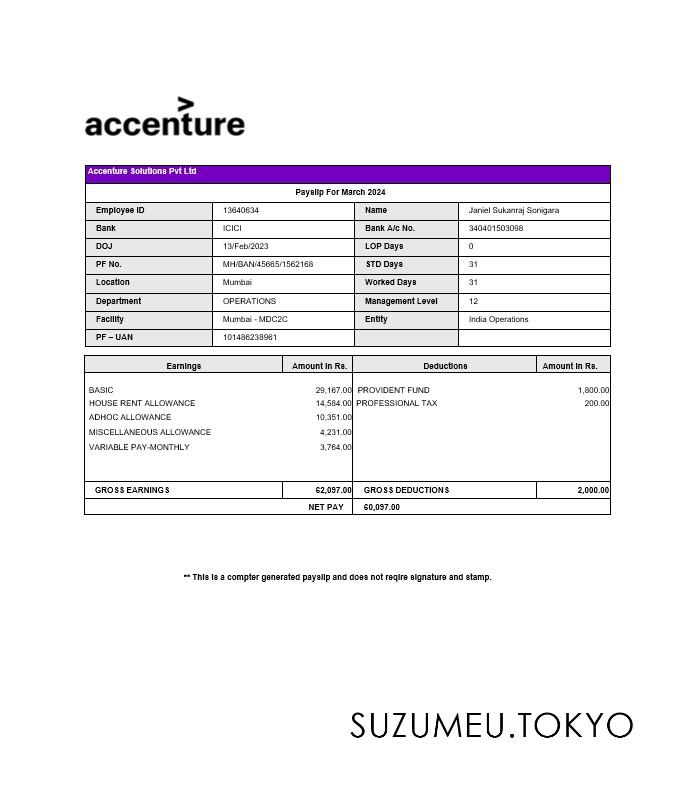 accenture
Accenture Solutions Pvt Ltd
Payslip For March 2024
Employee ID 13640634 Name Janiel Sukanraj Sonigara
Bank ICICI Bank A/c No. 340401503098
DOJ 13/Feb/2023 LOP Days 0
PF No. MH/BAN/45665/1562168 STD Days 31
Location Mumbai Worked Days 31
Department OPERATIONS Management Level 12
Facility Mumbai - MDC2C Entity India Operations
PF – UAN 101486238961
Earnings Amount in Rs. Deductions Amount in Rs.
BASIC 29,167.00 PROVIDENT FUND 1,800.00
HOUSE RENT ALLOWANCE 14,584.00 PROFESSIONAL TAX 200.00
ADHOC ALLOWANCE 10,351.00
MISCELLANEOUS ALLOWANCE 4,231.00
VARIABLE PAY-MONTHLY 3,764.00
GROSS EARNINGS 62,097.00 GROSS DEDUCTIONS 2,000.00
NET PAY 60,097.00
** This is a compter generated payslip and does not reqire signature and stamp.
SUZUMEU.TOKYO